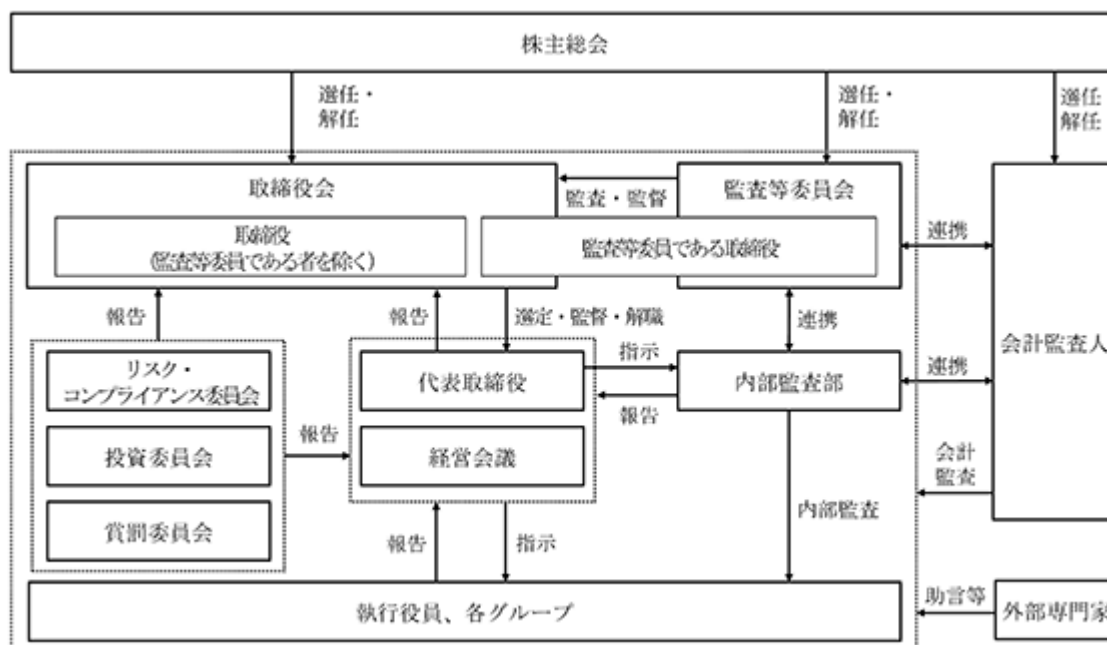 株主総会
選任・
解任
選任・
解任
選任
解任
取締役会
監査・監督
監査等委員会
取締役
(監査等委員である者を除く)
監査等委員である取締役
連携
報告
報告
選定・監督・解職
連携
リスク・
コンプライアンス委員会
代表取締役
指示
内部監査部
連携
会計監査人
報告
投資委員会
報告
経営会議
会計
監査
賞罰委員会
報告
指示
内部監査
執行役員、各グループ
助言等
外部専門家